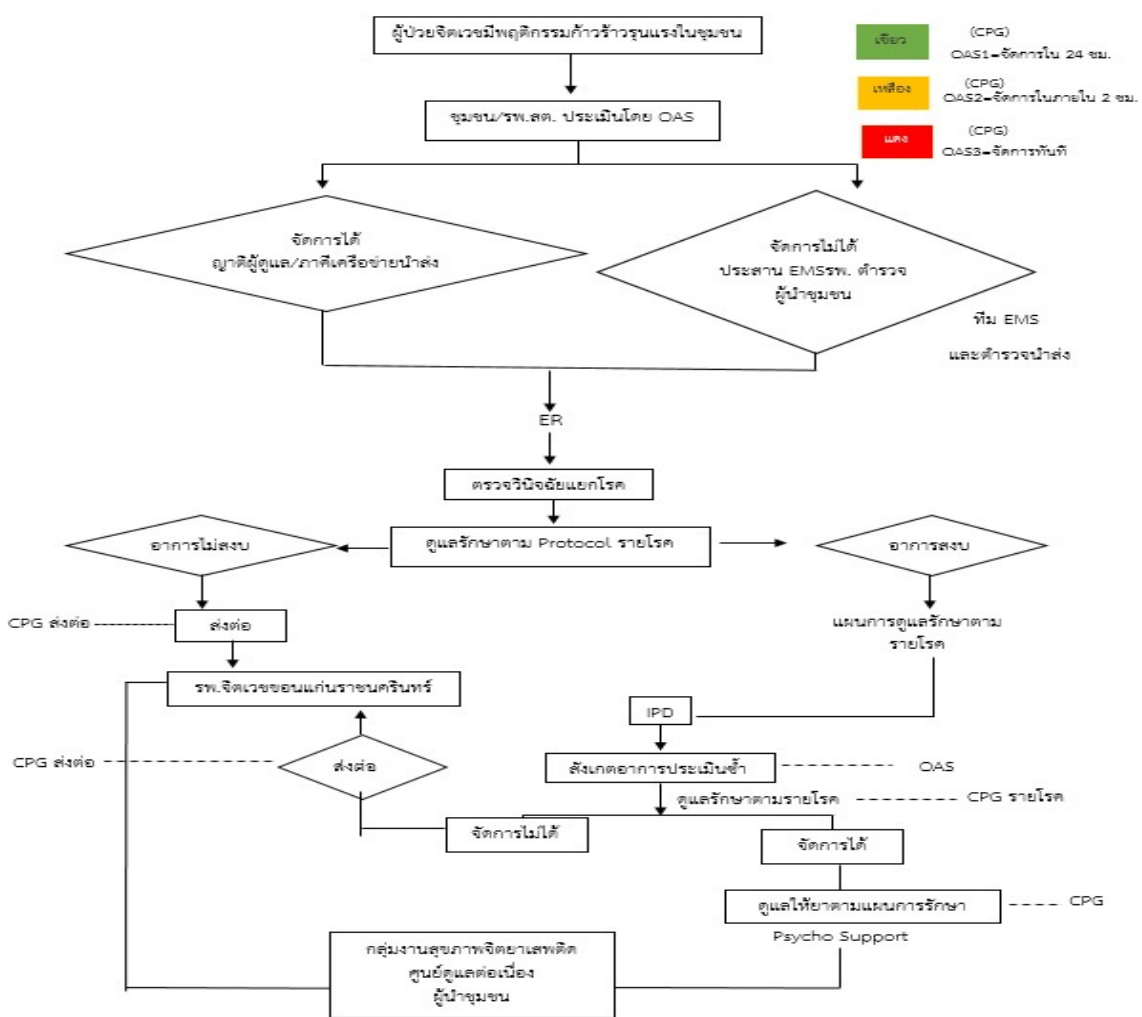 ผู้ป่วยจิตเวชมีพฤติกรรมก้าวร้าวรุนแรงในชุมชน
เขียว
(CPG)
OAS1=จัดการใน 24 ชม.
เหลือง
(CPG)
OAS2=จัดการในภายใน 2 ชม.
แดง
(CPG)
OAS3=จัดการทันที
ชุมชน/รพ.สต. ประเมินโดย OAS
จัดการได้
ญาติผู้ดูแล/ภาคีเครือข่ายนำส่ง
จัดการไม่ได้
ประสาน EMSรพ. ตำรวจ
ผู้นำชุมชน
ทีม EMS
และตำรวจนำส่ง
ER
ตรวจวินิจฉัยแยกโรค
อาการไม่สงบ
ดูแลรักษาตาม Protocol รายโรค
อาการสงบ
CPG ส่งต่อ
ส่งต่อ
แผนการดูแลรักษาตาม
รายโรค
รพ.จิตเวชขอนแก่นราชนครินทร์
IPD
CPG ส่งต่อ
ส่งต่อ
สังเกตอาการประเมินซ้ำ
OAS
ดูแลรักษาตามรายโรค
CPG รายโรค
จัดการไม่ได้
จัดการได้
ดูแลให้ยาตามแผนการรักษา
CPG
Psycho Support
กลุ่มงานสุขภาพจิตยาเสพติด
ศูนย์ดูแลต่อเนื่อง
ผู้นำชุมชน